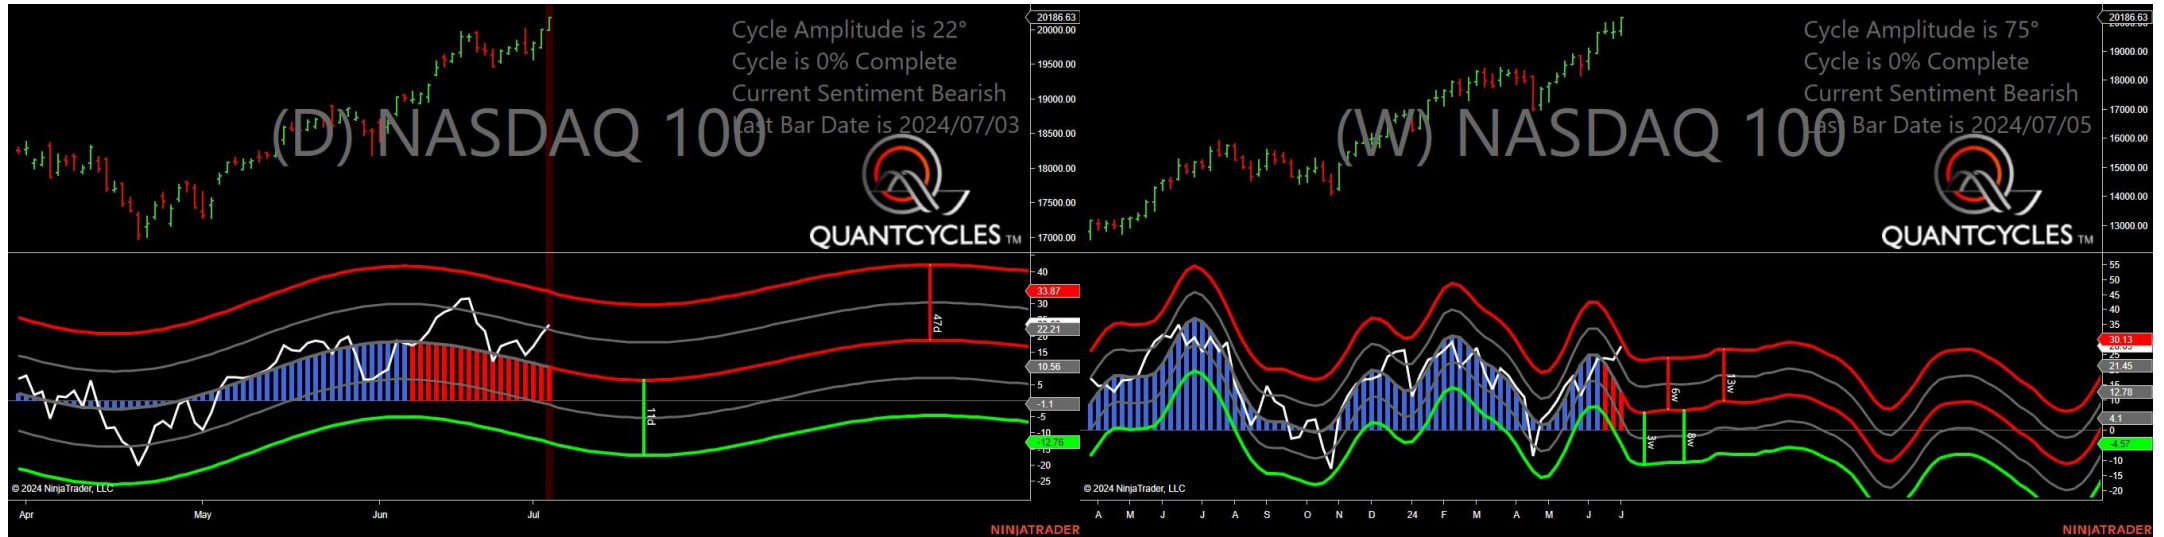 Cycle Amplitude is 22°
Cycle is 0% Complete
Current Sentiment Bearish
Last Bar Date is 2024/07/03
(D) NASDAQ 100
QUANTCYCLES TM
20186.63
20000.00
19500.00
19000.00
18500.00
18000.00
17500.00
17000.00
40
33.87
30
22.21
20
15
10.56
5
-1.1
-5
-10
-12.76
-15
-20
-25
47d
11d
© 2024 NinjaTrader, LLC
Apr May Jun Jul
NINJATRADER
Cycle Amplitude is 75°
Cycle is 0% Complete
Current Sentiment Bearish
Last Bar Date is 2024/07/05
(W) NASDAQ 100
QUANTCYCLES TM
20186.63
19000.00
18000.00
17000.00
16000.00
15000.00
14000.00
13000.00
55
50
45
40
35
30.13
25
21.45
15
12.78
10
4.1
0
-4.57
-10
-15
-20
6w
13w
3w
8w
© 2024 NinjaTrader, LLC
A M J J A S O N D 24 F M A M J J
NINJATRADER